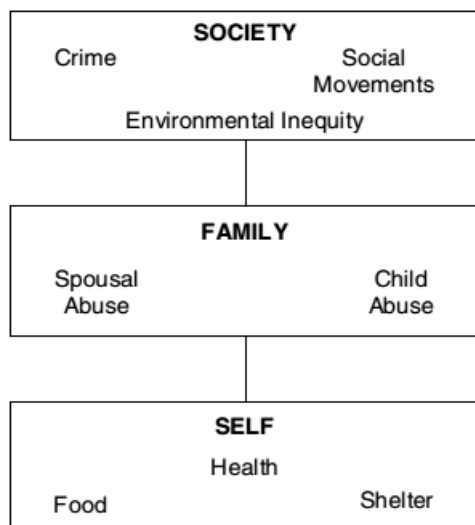 SOCIETY
Crime Social
Movements
Environmental Inequity
FAMILY
Spousal Child
Abuse Abuse
SELF
Health
Food Shelter